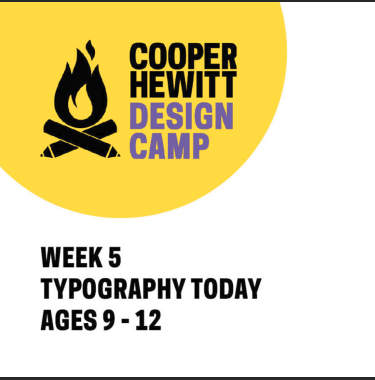 COOPER
HEWITT
DESIGN
CAMP
WEEK 5
TYPOGRAPHY TODAY
AGES 9 - 12